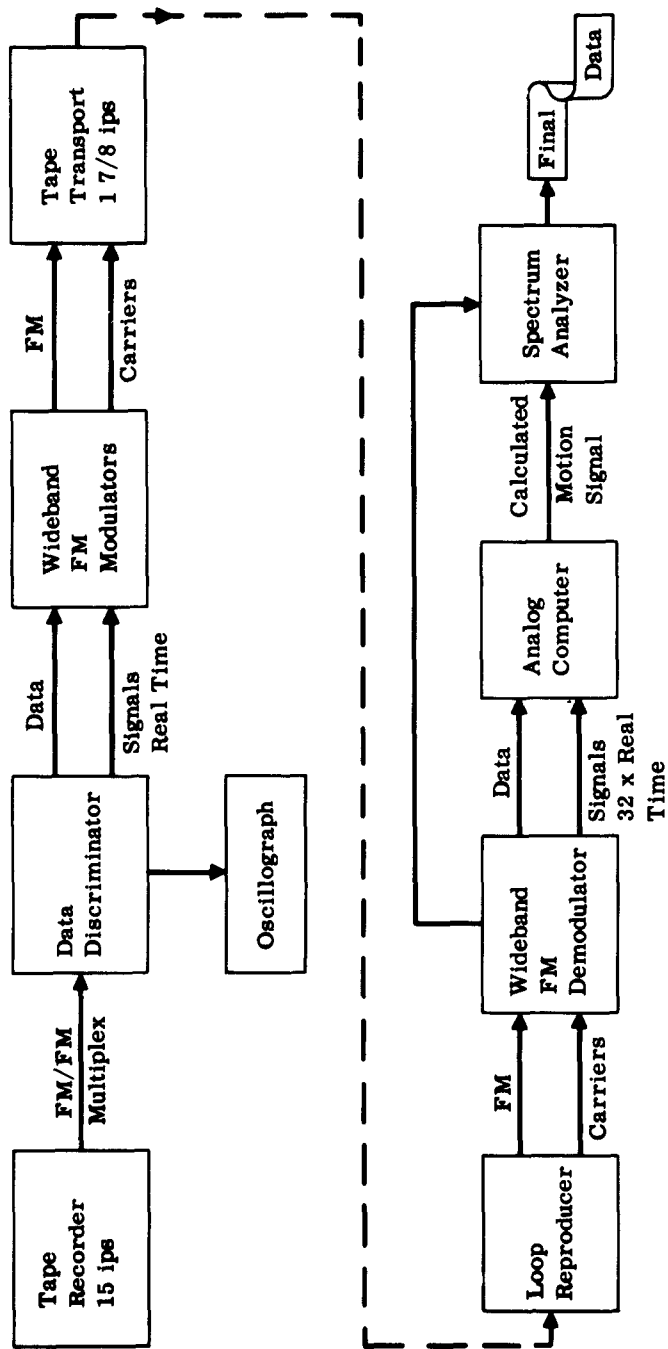 Tape
Recorder
15 ips
FM/FM
Multiplex
Data
Discriminator
Oscillograph
Data
Signals
Real Time
Wideband
FM
Modulators
FM
Carriers
Tape
Transport
1 7/8 ips
Loop
Reproducer
FM
Carriers
Wideband
FM
Demodulator
Data
Signals
32 x Real
Time
Analog
Computer
Calculated
Motion
Signal
Spectrum
Analyzer
Final
Data